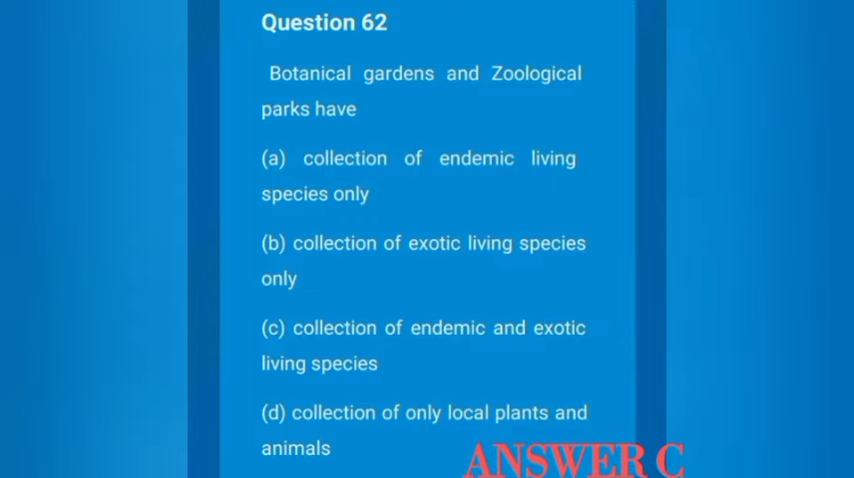 Question 62
Botanical gardens and Zoological
parks have
(a) collection of endemic living
species only
(b) collection of exotic living species
only
(c) collection of endemic and exotic
living species
(d) collection of only local plants and
animals
ANSWER C